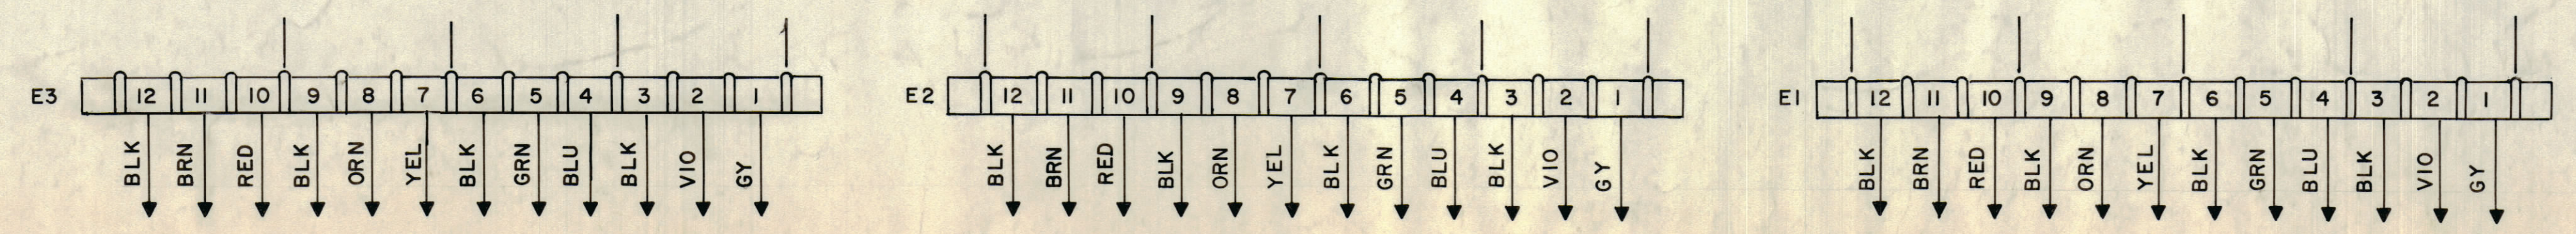 E3 12 11 10 9 8 7 6 5 4 3 2 1 E2 12 11 10 9 8 7 6 5 4 3 2 1 E1 12 11 10 9 8 7 6 5 4 3 2 1
BLK BRN RED BLK ORN YEL BLK GRN BLU BLK VIO GY BLK BRN RED BLK ORN YEL BLK GRN BLU BLK VIO GY BLK BRN RED BLK ORN YEL BLK GRN BLU BLK VIO GY